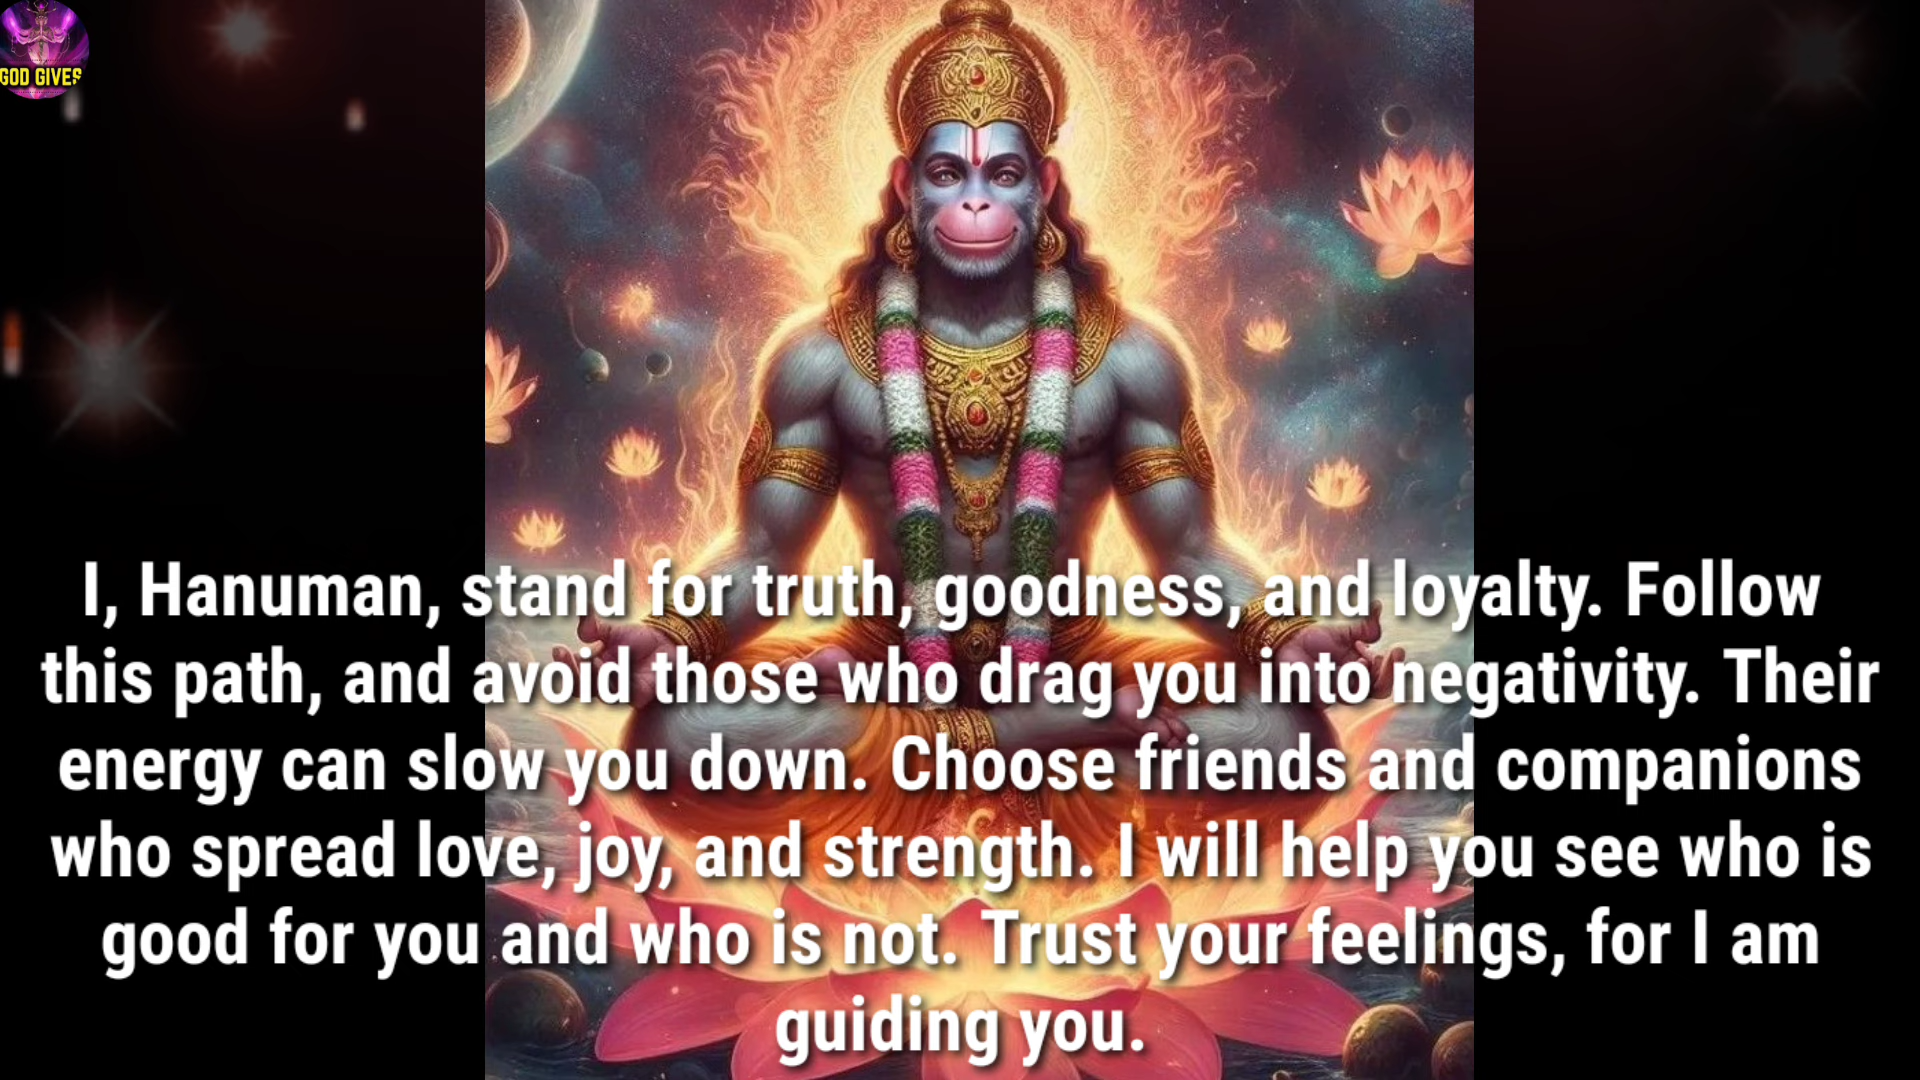 GOD GIVES
I, Hanuman, stand for truth, goodness, and loyalty. Follow
this path, and avoid those who drag you into negativity. Their
energy can slow you down. Choose friends and companions
who spread love, joy, and strength. I will help you see who is
good for you and who is not. Trust your feelings, for I am
guiding you.